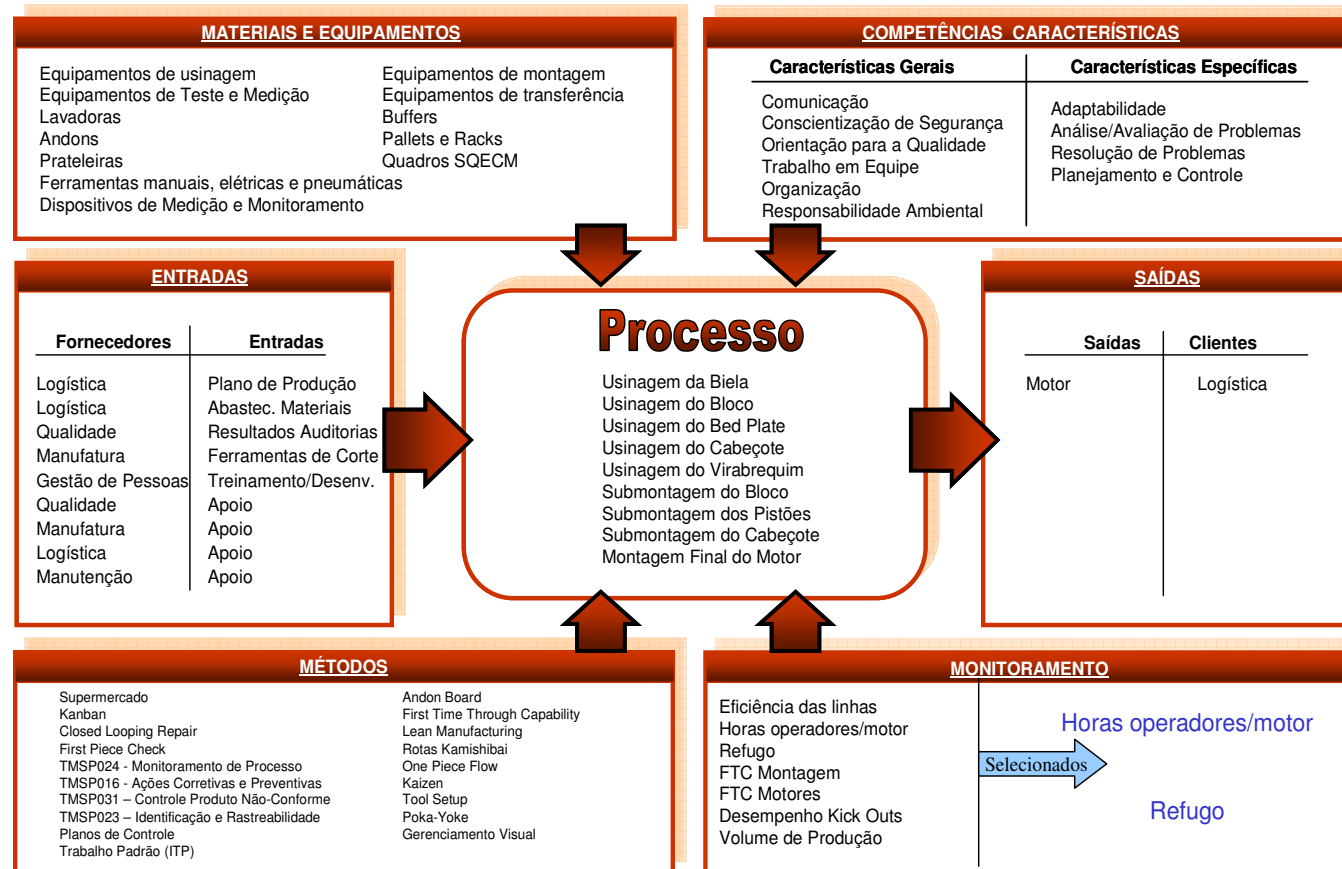 MATERIAIS E EQUIPAMENTOS
Equipamentos de usinagem
Equipamentos de Teste e Medição
Lavadoras
Andons
Prateleiras
Ferramentas manuais, elétricas e pneumáticas
Dispositivos de Medição e Monitoramento
Equipamentos de montagem
Equipamentos de transferência
Buffers
Pallets e Racks
Quadros SQECM
COMPETÊNCIAS CARACTERÍSTICAS
Características Gerais
Comunicação
Conscientização de Segurança
Orientação para a Qualidade
Trabalho em Equipe
Organização
Responsabilidade Ambiental
Características Específicas
Adaptabilidade
Análise/Avaliação de Problemas
Resolução de Problemas
Planejamento e Controle
ENTRADAS
Fornecedores Entradas
Logística Plano de Produção
Logística Abastec. Materiais
Qualidade Resultados Auditorias
Manufatura Ferramentas de Corte
Gestão de Pessoas Treinamento/Desenv.
Qualidade Apoio
Manufatura Apoio
Logística Apoio
Manutenção Apoio
Processo
Usinagem da Biela
Usinagem do Bloco
Usinagem do Bed Plate
Usinagem do Cabeçote
Usinagem do Virabrequim
Submontagem do Bloco
Submontagem dos Pistões
Submontagem do Cabeçote
Montagem Final do Motor
SAÍDAS
Saídas Clientes
Motor Logística
MÉTODOS
Supermercado
Kanban
Closed Looping Repair
First Piece Check
TMSP024 - Monitoramento de Processo
TMSP016 - Ações Corretivas e Preventivas
TMSP031 – Controle Produto Não-Conforme
TMSP023 – Identificação e Rastreabilidade
Planos de Controle
Trabalho Padrão (ITP)
Andon Board
First Time Through Capability
Lean Manufacturing
Rotas Kamishibai
One Piece Flow
Kaizen
Tool Setup
Poka-Yoke
Gerenciamento Visual
MONITORAMENTO
Eficiência das linhas
Horas operadores/motor
Refugo
FTC Montagem
FTC Motores
Desempenho Kick Outs
Volume de Produção
Selecionados
Horas operadores/motor
Refugo